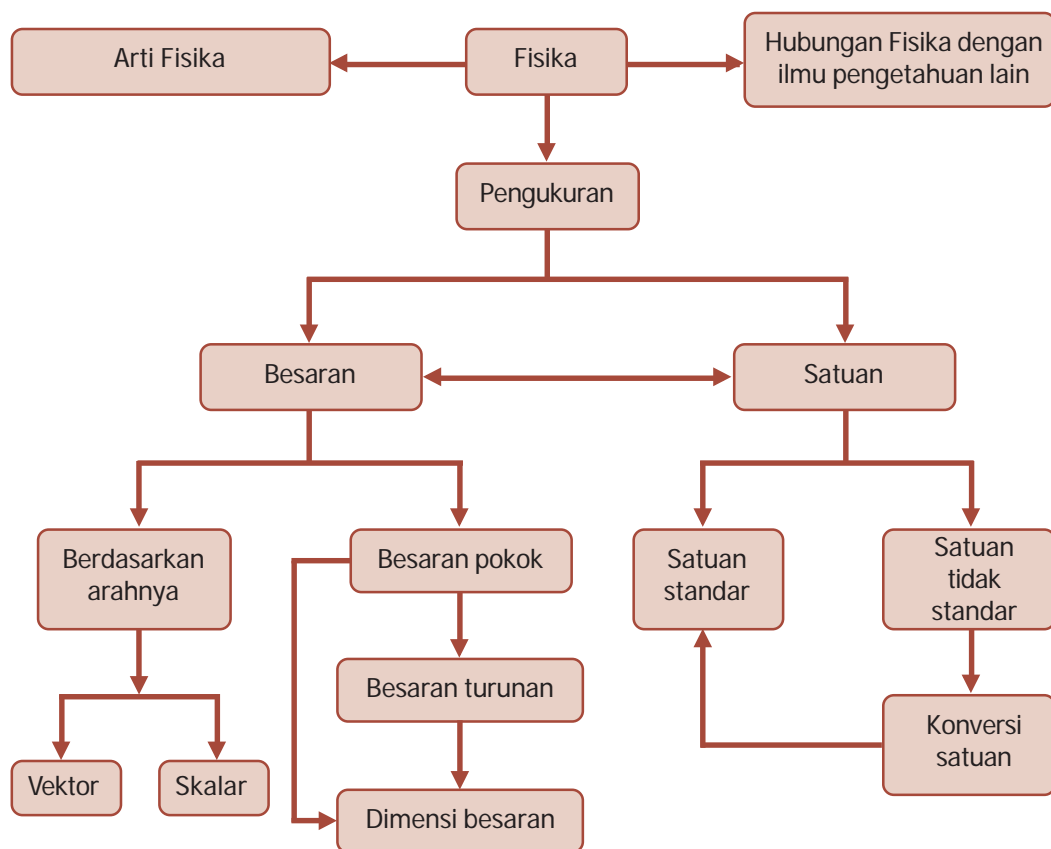 Arti Fisika
Fisika
Hubungan Fisika dengan
ilmu pengetahuan lain
Pengukuran
Besaran
Satuan
Berdasarkan
arahnya
Besaran pokok
Satuan
standar
Satuan
tidak
standar
Besaran turunan
Konversi
satuan
Vektor
Skalar
Dimensi besaran